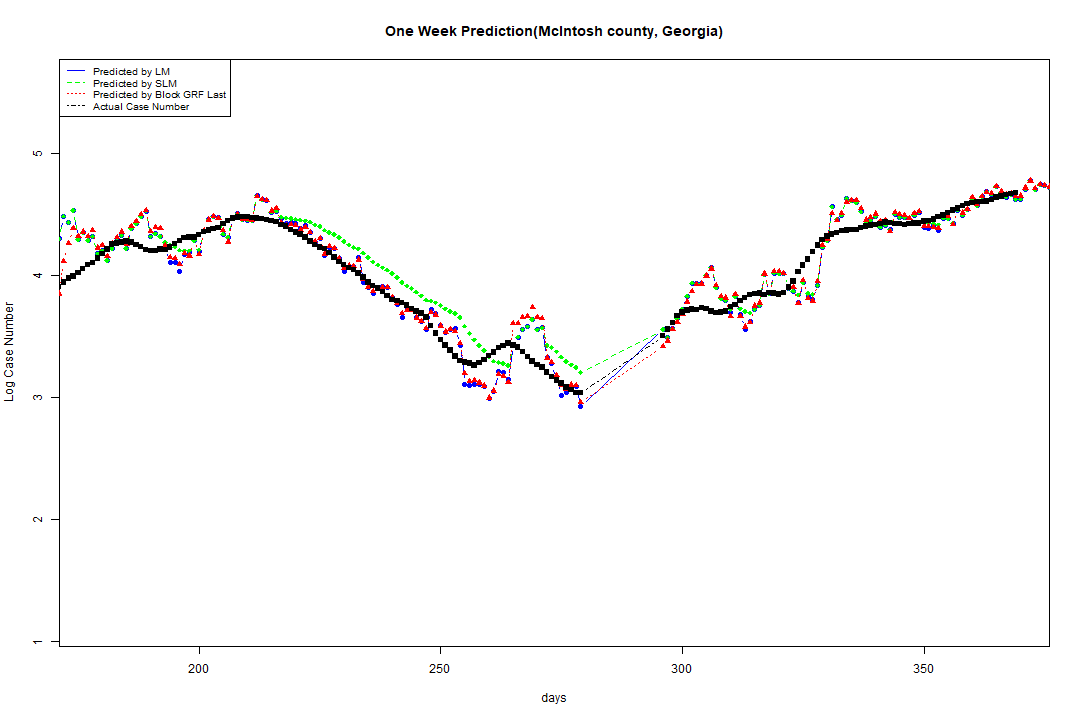 One Week Prediction(McIntosh county, Georgia)
Predicted by LM
Predicted by SLM
Predicted by Block GRF Last
Actual Case Number
5
4
3
2
1
Log Case Number
200 250 300 350
days